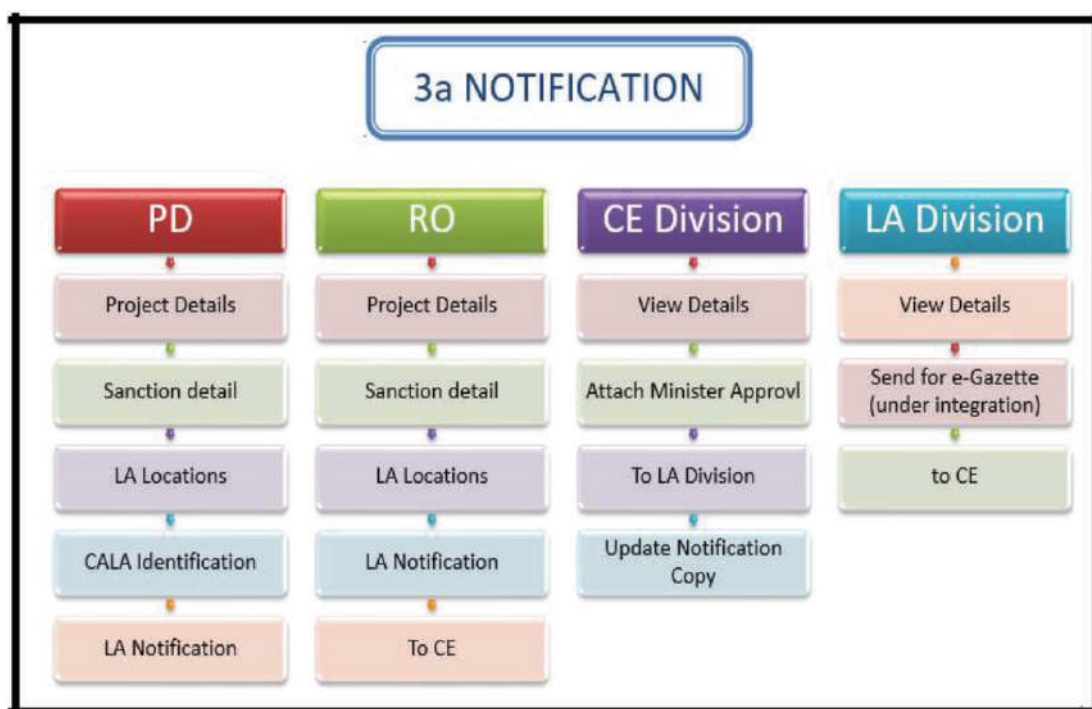 3a NOTIFICATION
PD
Project Details
Sanction detail
LA Locations
CALA Identification
LA Notification
RO
Project Details
Sanction detail
LA Locations
LA Notification
To CE
CE Division
View Details
Attach Minister Approvl
To LA Division
Update Notification
Copy
LA Division
View Details
Send for e-Gazette
(under integration)
to CE